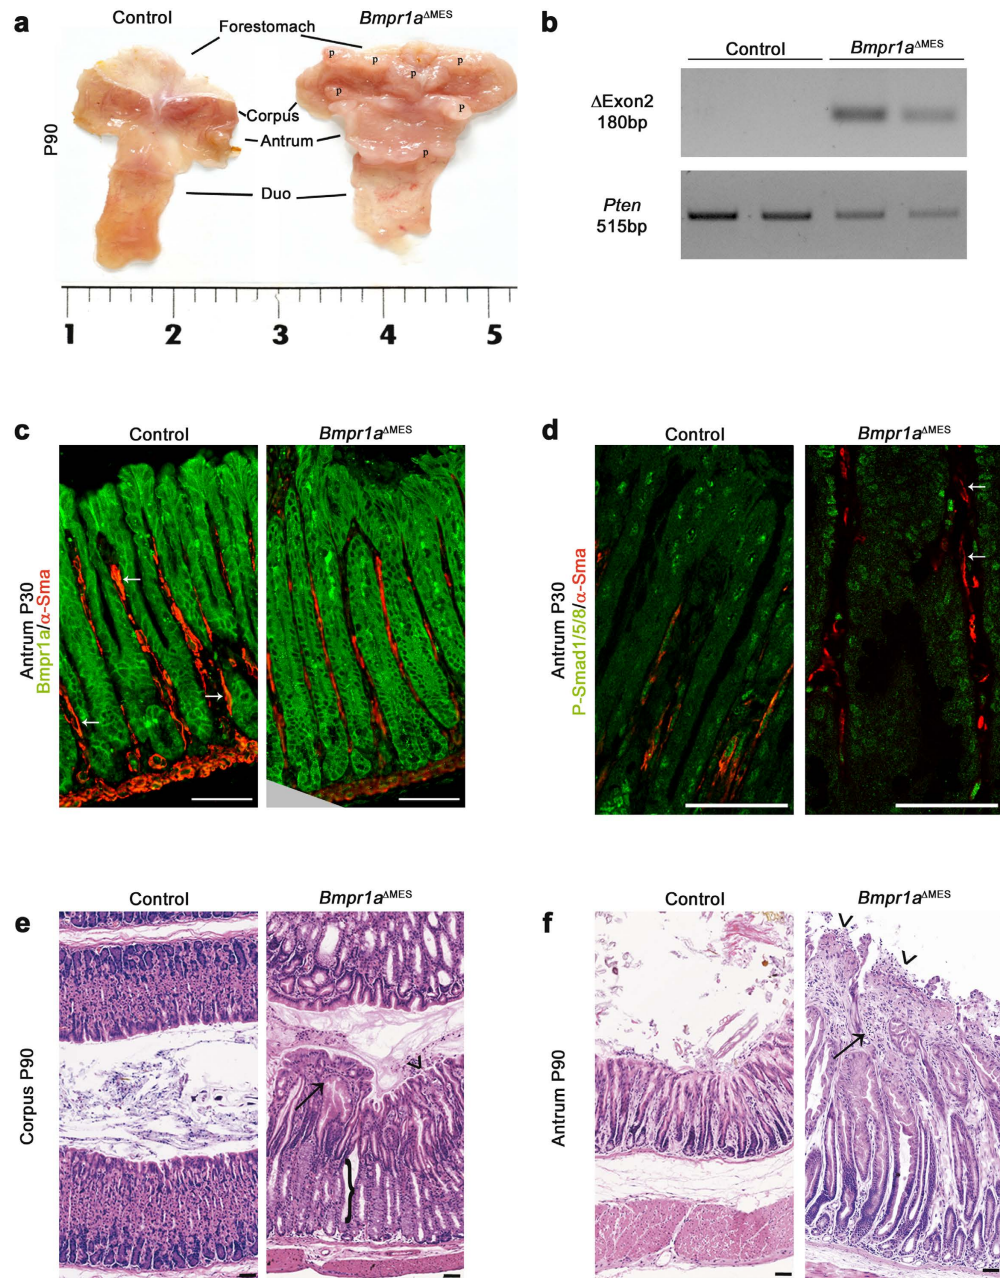 a
Control
Bmpr1aΔMES
Forestomach
Corpus
Antrum
Duo
P90
p
p
p
p
p
p
p
p
1 2 3 4 5
b
Control
Bmpr1aΔMES
ΔExon2
180bp
Pten
515bp
c
Control
Bmpr1aΔMES
Antrum P30
Bmpr1a/α-Sma
d
Control
Bmpr1aΔMES
Antrum P30
P-Smad1/5/8/α-Sma
e
Control
Bmpr1aΔMES
Corpus P90
f
Control
Bmpr1aΔMES
Antrum P90